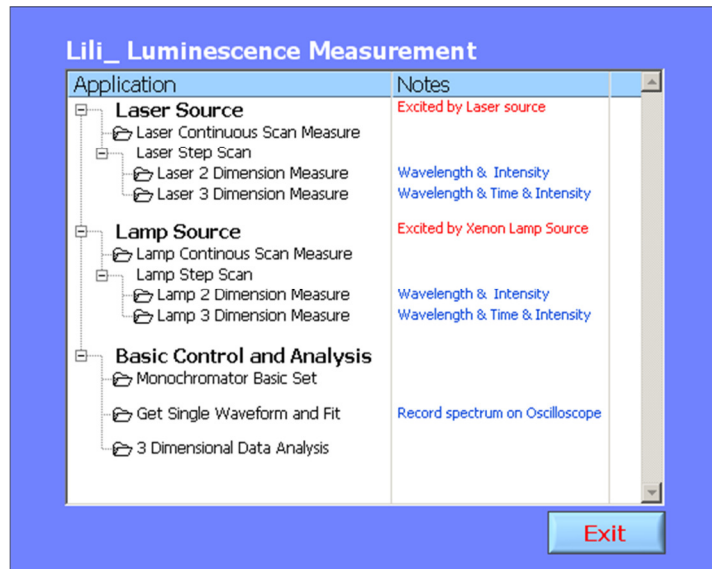 Lili_ Luminescence Measurement
Application Notes
Laser Source Excited by Laser source
Laser Continuous Scan Measure
Laser Step Scan
Laser 2 Dimension Measure Wavelength & Intensity
Laser 3 Dimension Measure Wavelength & Time & Intensity
Lamp Source Excited by Xenon Lamp Source
Lamp Continous Scan Measure
Lamp Step Scan
Lamp 2 Dimension Measure Wavelength & Intensity
Lamp 3 Dimension Measure Wavelength & Time & Intensity
Basic Control and Analysis
Monochromator Basic Set
Get Single Waveform and Fit Record spectrum on Oscilloscope
3 Dimensional Data Analysis
Exit